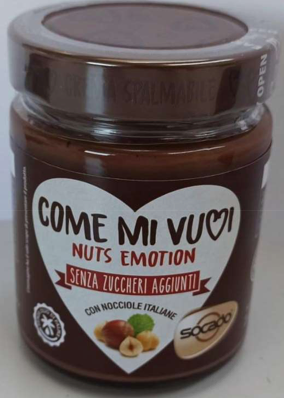 SPALMABILE
OPEN
COME MI VUOI
NUTS EMOTION
SENZA ZUCCHERI AGGIUNTI
CON NOCCIOLE ITALIANE
SOCADO